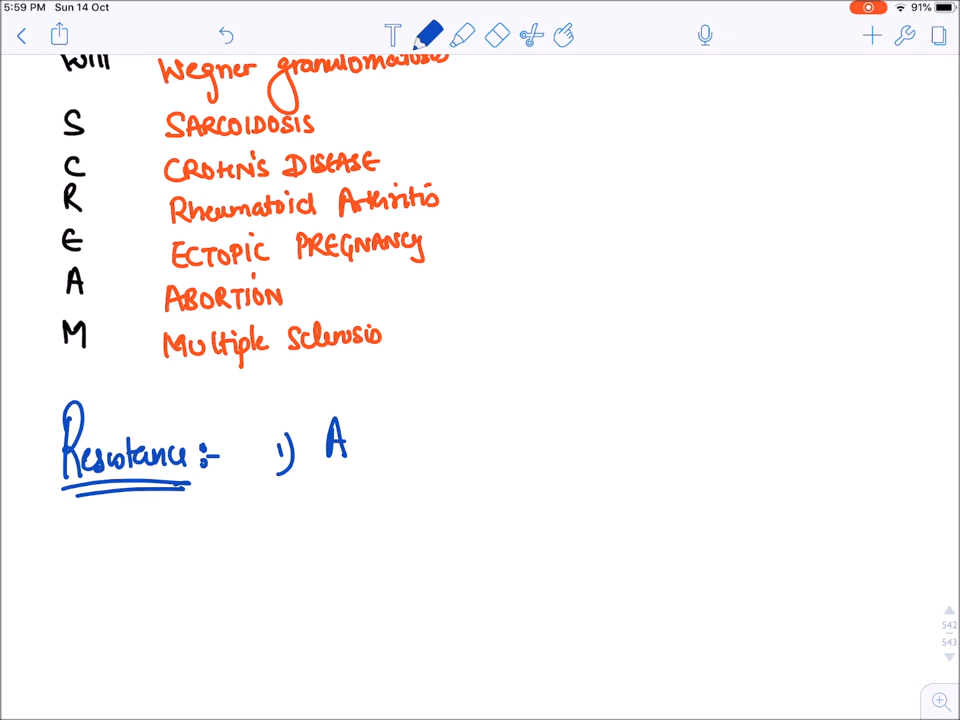 5:59 PM Sun 14 Oct 91%
T
Will Wegner granulomatosis
S SARCOIDOSIS
C CROHN'S DISEASE
R Rheumatoid Arthritis
E ECTOPIC PREGNANCY
A ABORTION
M Multiple Sclerosis
Resistance:- 1) A
542
543